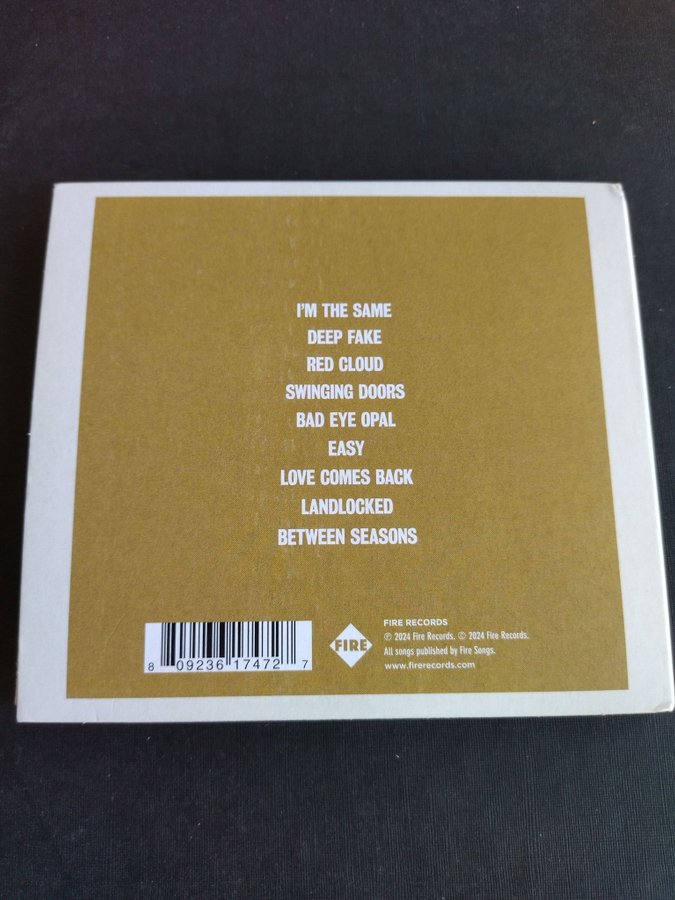 I'M THE SAME
DEEP FAKE
RED CLOUD
SWINGING DOORS
BAD EYE OPAL
EASY
LOVE COMES BACK
LANDLOCKED
BETWEEN SEASONS
8 09236 17472 7
FIRE
FIRE RECORDS
℗ 2024 Fire Records. © 2024 Fire Records.
All songs published by Fire Songs.
www.firerecords.com